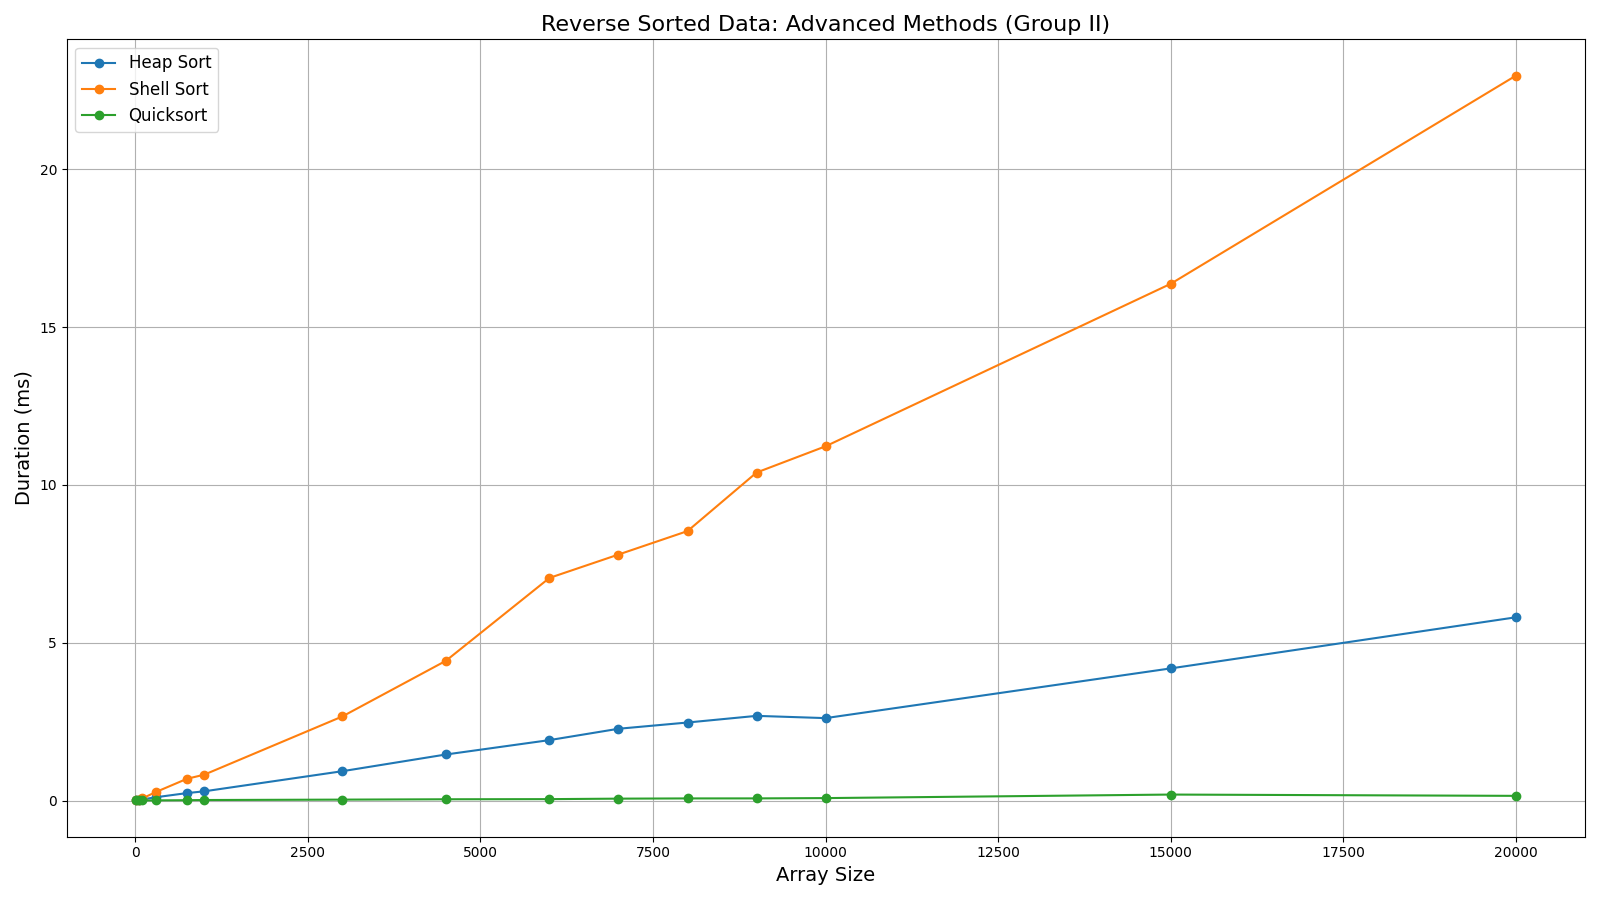 Reverse Sorted Data: Advanced Methods (Group II)
Heap Sort
Shell Sort
Quicksort
Duration (ms)
20
15
10
5
0
0 2500 5000 7500 10000 12500 15000 17500 20000
Array Size